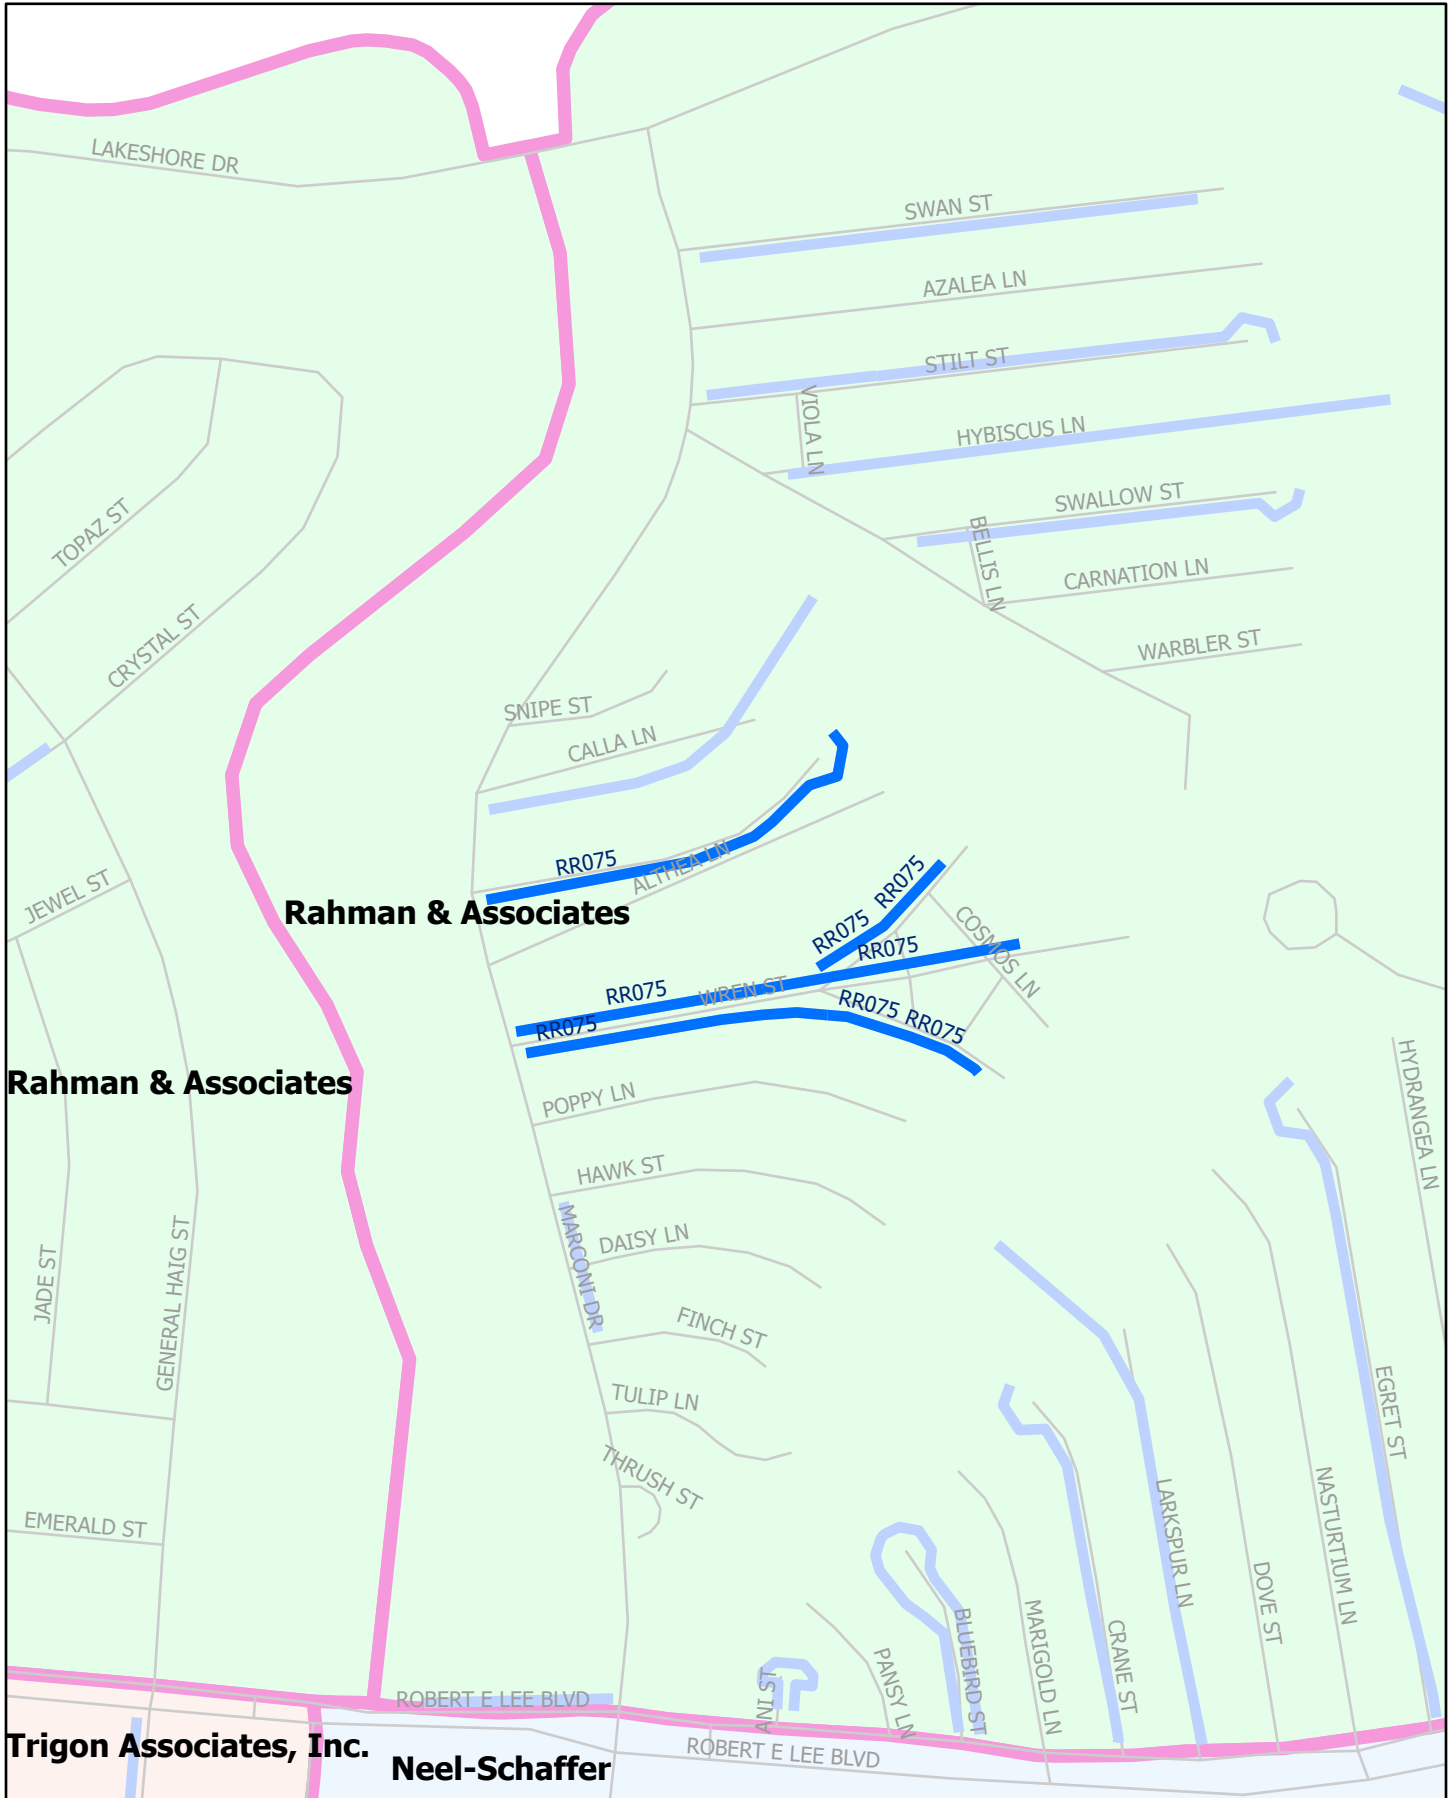 LAKESHORE DR
SWAN ST
AZALEA LN
STILT ST
VIOLA LN
HYBISCUS LN
SWALLOW ST
BELLIS LN
TOPAZ ST
CARNATION LN
WARBLER ST
CRYSTAL ST
SNIPE ST
CALLA LN
RR075
ALTHEA LN
JEWEL ST
Rahman & Associates
RR075
RR075
RR075
COSMOS LN
RR075
WREN ST
RR075
RR075
RR075
Rahman & Associates
POPPY LN
HYDRANGEA LN
HAWK ST
MARCONI DR
DAISY LN
JADE ST
GENERAL HAIG ST
FINCH ST
TULIP LN
EGRET ST
THRUSH ST
EMERALD ST
LARKSPUR LN
NASTURTIUM LN
DOVE ST
MARIGOLD LN
CRANE ST
BLUEBIRD ST
PANSY LN
ANI ST
ROBERT E LEE BLVD
Trigon Associates, Inc.
Neel-Schaffer
ROBERT E LEE BLVD